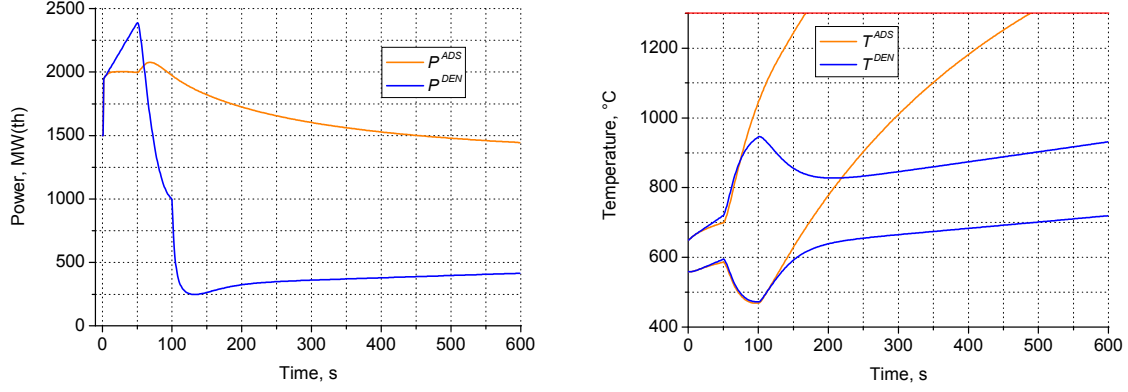 2500
2000
1500
1000
500
0
0 100 200 300 400 500 600
Power, MW(th)
Time, s
P^ADS
P^DEN
1200
1000
800
600
400
0 100 200 300 400 500 600
Temperature, °C
Time, s
T^ADS
T^DEN